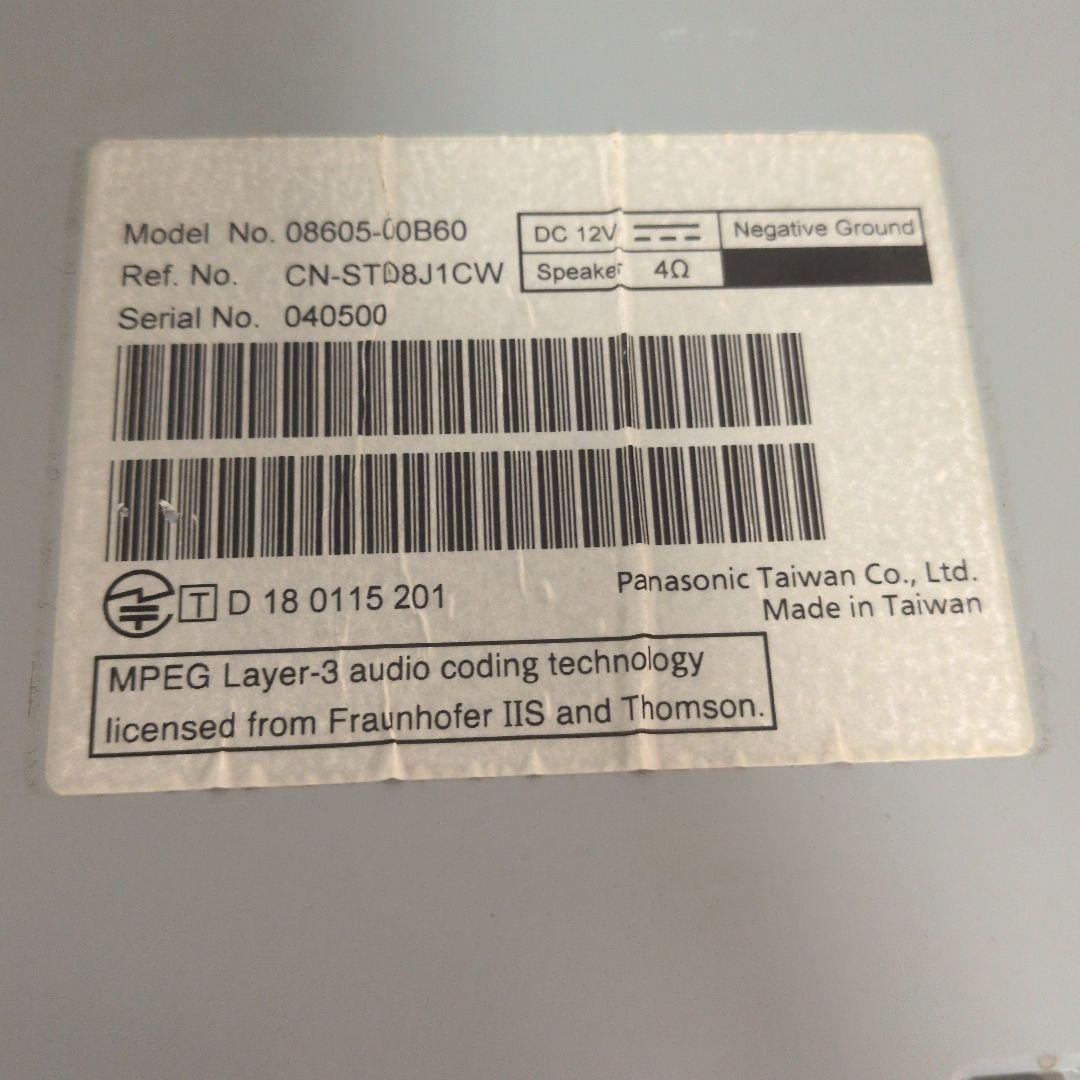 Model No. 08605-00B60
Ref. No. CN-STD8J1CW
Serial No. 040500
DC 12V Negative Ground
Speaker 4Ω
T D 18 0115 201
Panasonic Taiwan Co., Ltd.
Made in Taiwan
MPEG Layer-3 audio coding technology
licensed from Fraunhofer IIS and Thomson.